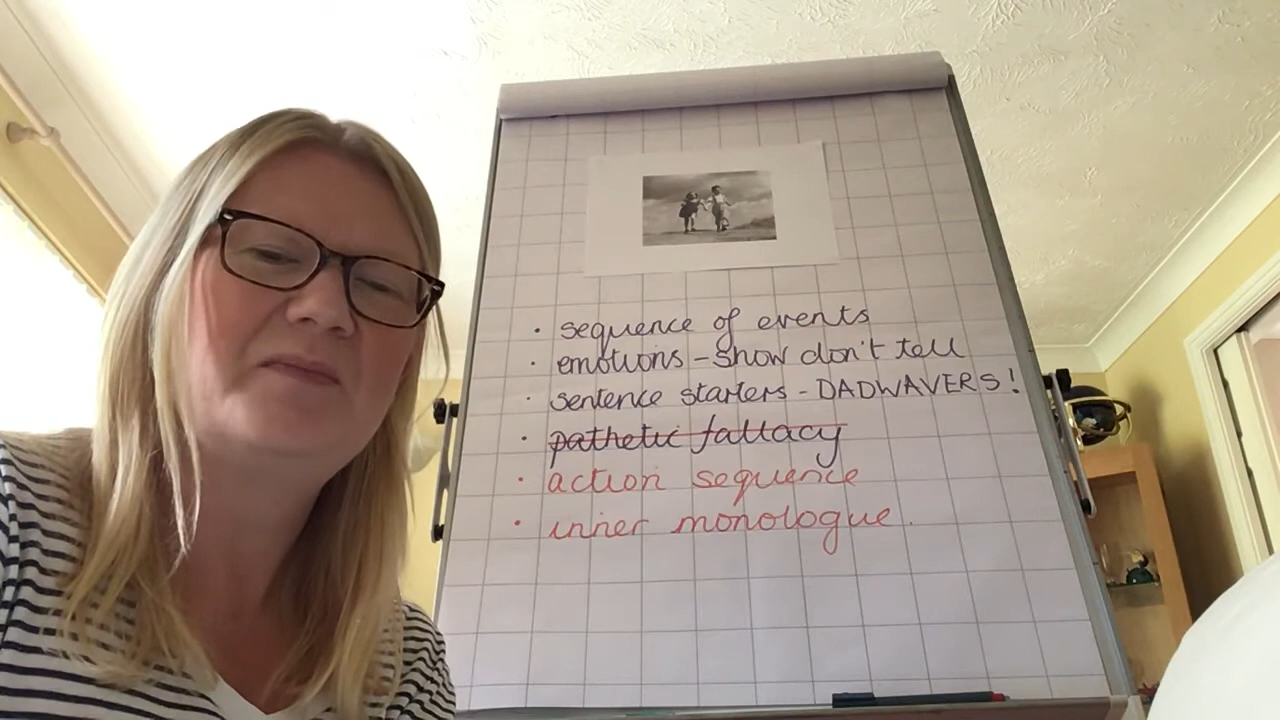 • sequence of events
• emotions - show don't tell
• sentence starters - DADWAVERS!
• pathetic fallacy
• action sequence
• inner monologue.